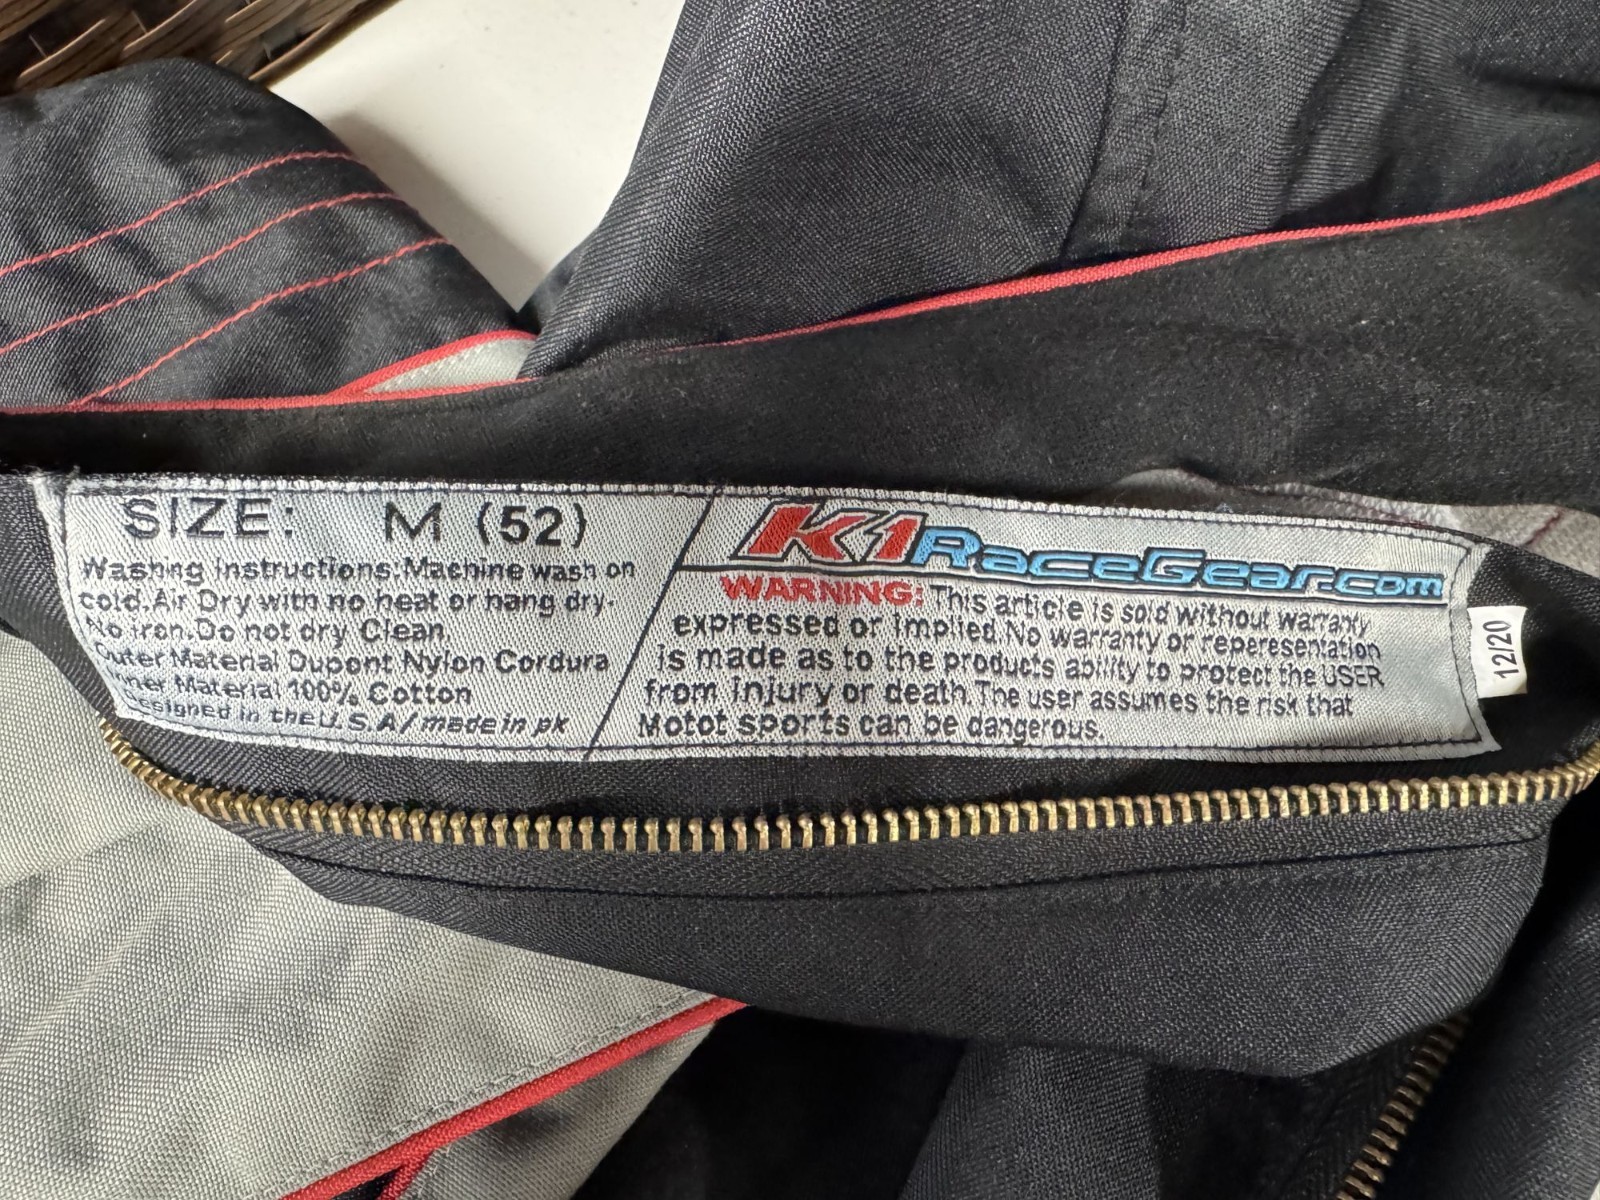 SIZE: M (52)
Washing Instructions:Machine wash on
cold.Air Dry with no heat or hang dry.
No iron.Do not dry Clean.
Outer Material Dupont Nylon Cordura
Inner Material 100% Cotton
Designed in the U.S.A/made in pk
K1RaceGear.com
WARNING: This article is sold without warranty
expressed or Implied.No warranty or reperesentation
is made as to the products ability to protect the USER
from injury or death.The user assumes the risk that
Motot sports can be dangerous.
12/20